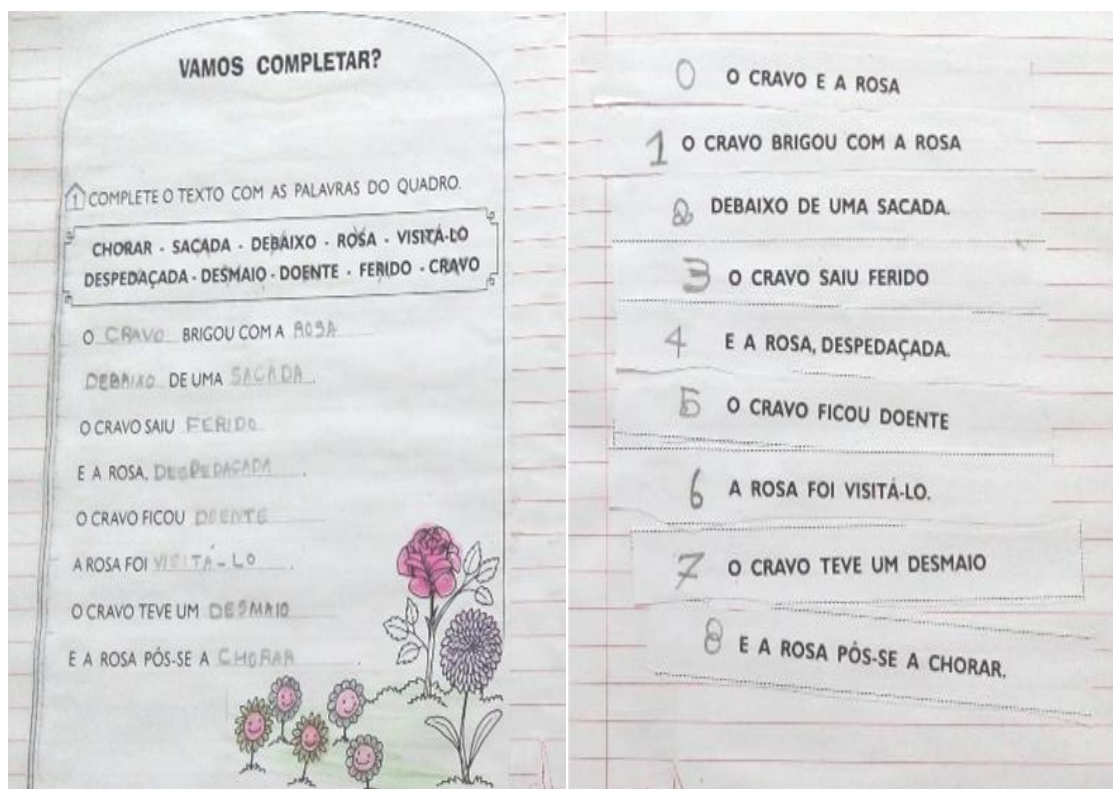 VAMOS COMPLETAR?
1 COMPLETE O TEXTO COM AS PALAVRAS DO QUADRO.
CHORAR - SACADA - DEBAIXO - ROSA - VISITÁ-LO
DESPEDAÇADA - DESMAIO - DOENTE - FERIDO - CRAVO
O CRAVO BRIGOU COM A ROSA
DEBAIXO DE UMA SACADA.
O CRAVO SAIU FERIDO
E A ROSA, DESPEDAÇADA.
O CRAVO FICOU DOENTE
A ROSA FOI VISITÁ-LO.
O CRAVO TEVE UM DESMAIO
E A ROSA PÔS-SE A CHORAR.
0 O CRAVO E A ROSA
1 O CRAVO BRIGOU COM A ROSA
2 DEBAIXO DE UMA SACADA.
3 O CRAVO SAIU FERIDO
4 E A ROSA, DESPEDAÇADA.
5 O CRAVO FICOU DOENTE
6 A ROSA FOI VISITÁ-LO.
7 O CRAVO TEVE UM DESMAIO
8 E A ROSA PÔS-SE A CHORAR.